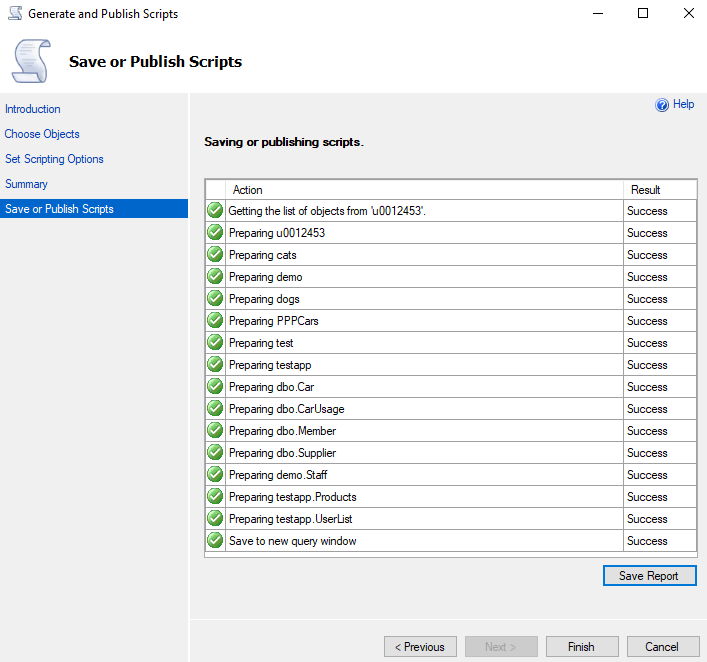 Generate and Publish Scripts
Save or Publish Scripts
Introduction
Choose Objects
Set Scripting Options
Summary
Save or Publish Scripts
Help
Saving or publishing scripts.
Action Result
Getting the list of objects from 'u0012453'. Success
Preparing u0012453 Success
Preparing cats Success
Preparing demo Success
Preparing dogs Success
Preparing PPPCars Success
Preparing test Success
Preparing testapp Success
Preparing dbo.Car Success
Preparing dbo.CarUsage Success
Preparing dbo.Member Success
Preparing dbo.Supplier Success
Preparing demo.Staff Success
Preparing testapp.Products Success
Preparing testapp.UserList Success
Save to new query window Success
Save Report
< Previous Next > Finish Cancel